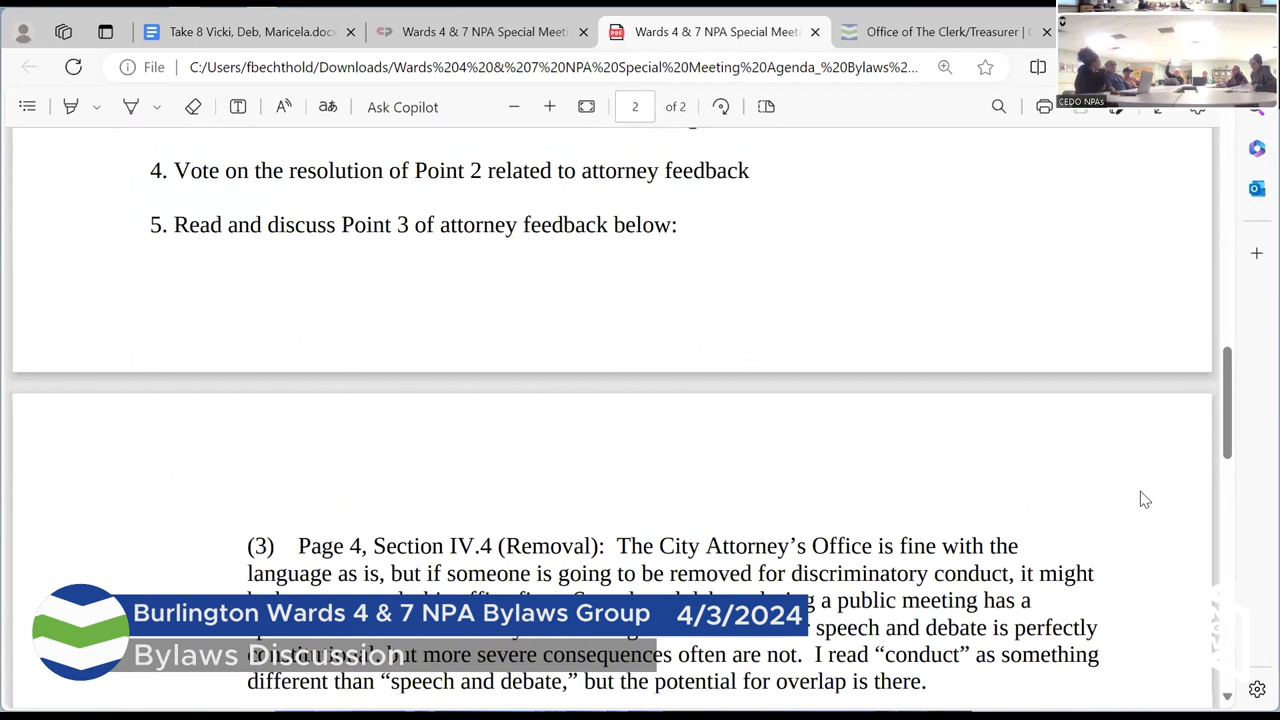 Take 8 Vicki, Deb, Maricela.docx
Wards 4 & 7 NPA Special Meeti
Wards 4 & 7 NPA Special Meeti
Office of The Clerk/Treasurer |
File
C:/Users/fbechthold/Downloads/Wards%204%20&%207%20NPA%20Special%20Meeting%20Agenda_%20Bylaws%2...
Ask Copilot
2
of 2
CEDO NPAs
4. Vote on the resolution of Point 2 related to attorney feedback
5. Read and discuss Point 3 of attorney feedback below:
(3) Page 4, Section IV.4 (Removal): The City Attorney’s Office is fine with the
language as is, but if someone is going to be removed for discriminatory conduct, it might
a public meeting has a
speech and debate is perfectly
but more severe consequences often are not. I read “conduct” as something
different than “speech and debate,” but the potential for overlap is there.
Burlington Wards 4 & 7 NPA Bylaws Group 4/3/2024
Bylaws Discussion